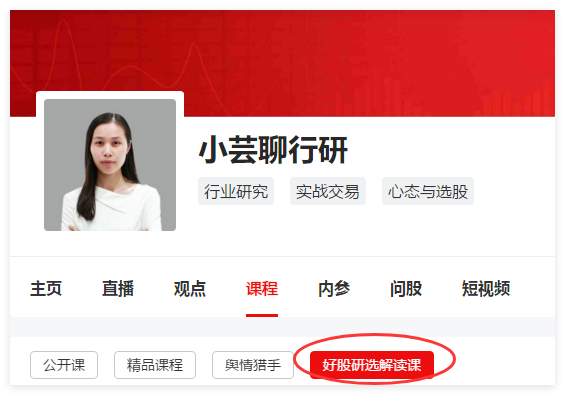 小芸聊行研
行业研究 实战交易 心态与选股
主页 直播 观点 课程 内参 问股 短视频
公开课 精品课程 舆情猎手 好股研选解读课